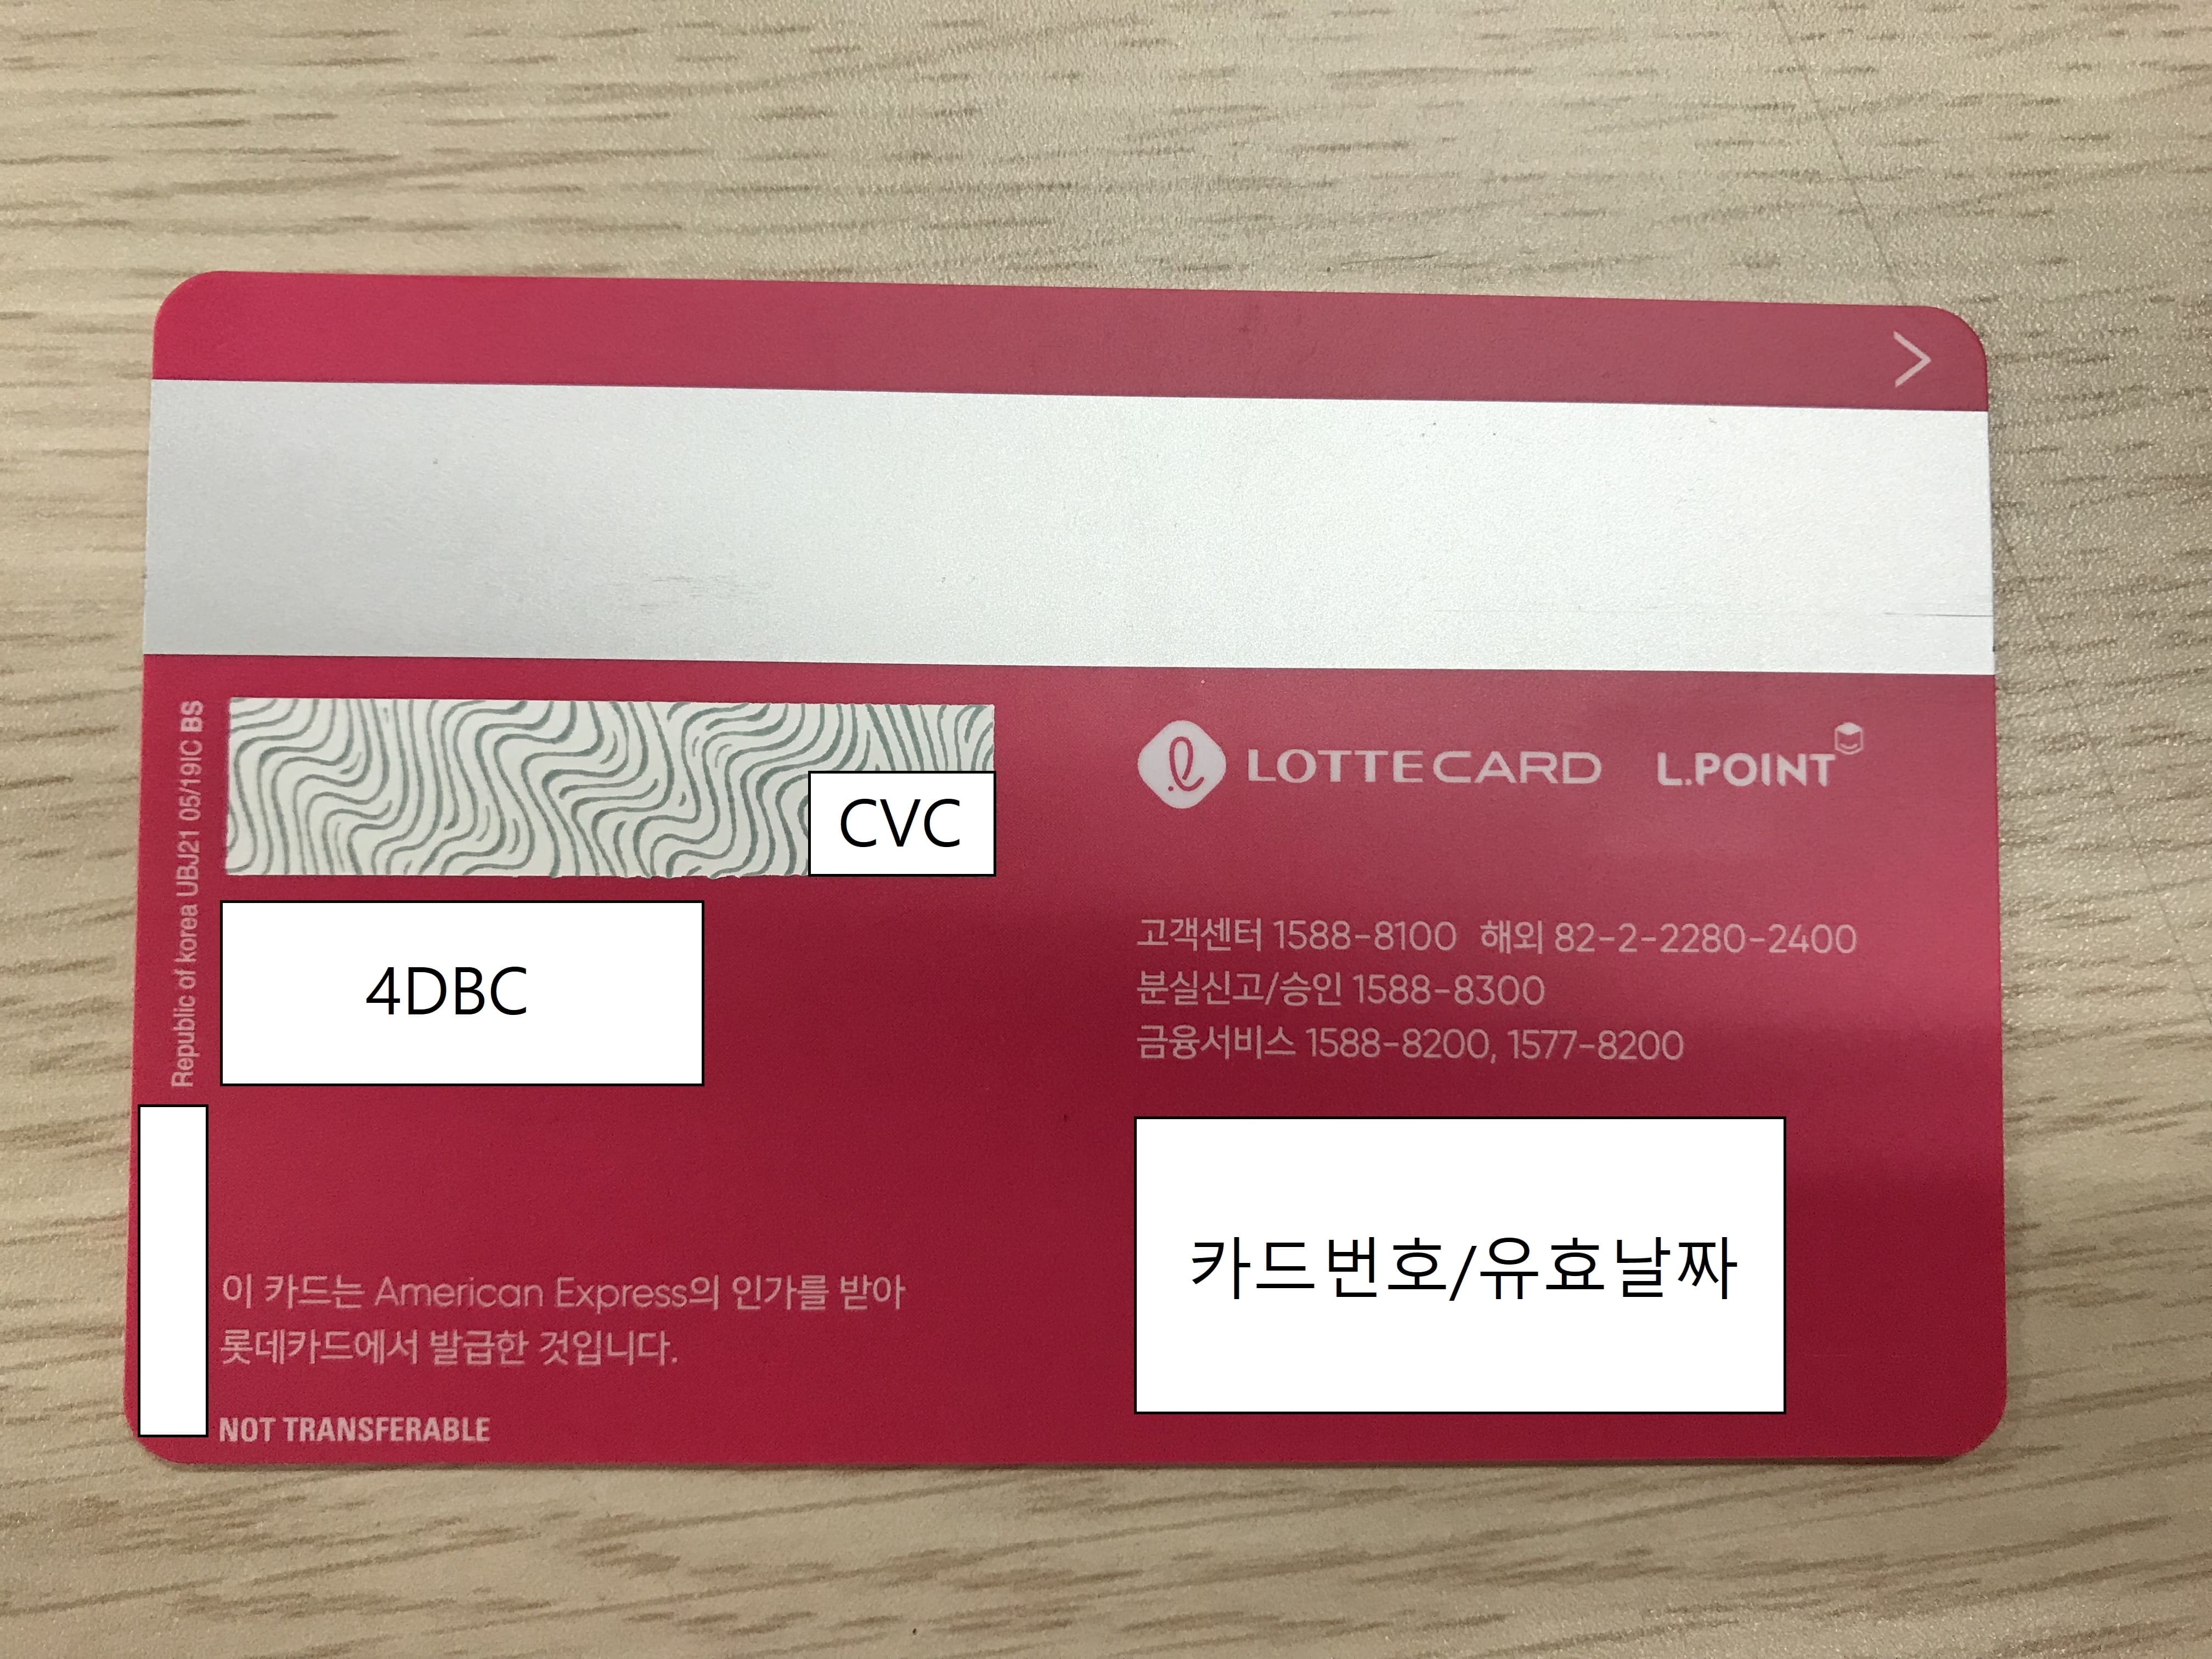 >
LOTTE CARD L.POINT
Republic of korea UBJ21 05/19IC BS
CVC
4DBC
고객센터 1588-8100 해외 82-2-2280-2400
분실신고/승인 1588-8300
금융서비스 1588-8200, 1577-8200
카드번호/유효날짜
이 카드는 American Express의 인가를 받아
롯데카드에서 발급한 것입니다.
NOT TRANSFERABLE